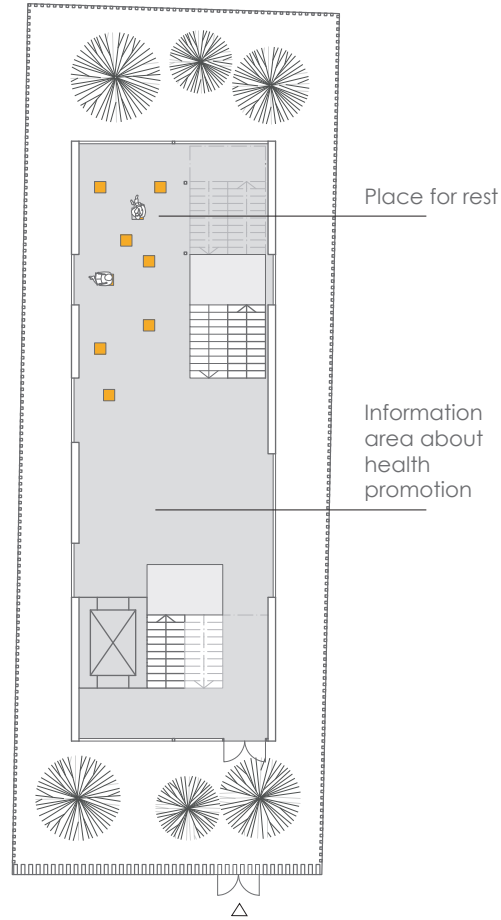 Place for rest
Information
area about
health
promotion